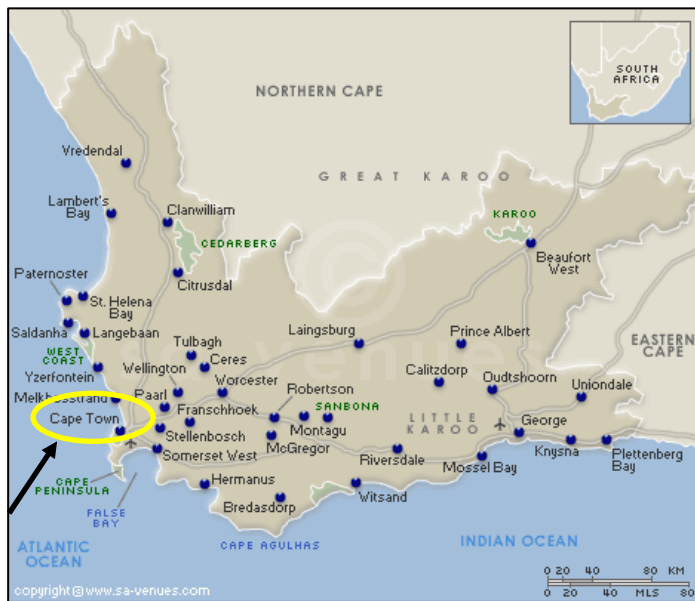 NORTHERN CAPE
SOUTH
AFRICA
Vredendal
GREAT KAROO
Lambert's
Bay
Clanwilliam
KAROO
CEDARBERG
Beaufort
West
Paternoster
Citrusdal
St. Helena
Bay
Saldanha
Langebaan
Laingsburg
Prince Albert
Tulbagh
EASTERN
CAPE
WEST
COAST
Ceres
Wellington
Yzerfontein
Calitzdorp
Oudtshoorn
Uniondale
Worcester
Robertson
Melkbosstrand
Paarl
Franschhoek
SANBONA
Cape Town
LITTLE
KAROO
George
Stellenbosch
Montagu
McGregor
Somerset West
Riversdale
Mossel Bay
Knysna
Plettenberg
Bay
CAPE
PENINSULA
Hermanus
Witsand
Bredasdorp
FALSE
BAY
ATLANTIC
OCEAN
CAPE AGULHAS
INDIAN OCEAN
0 20 40 80 KM
0 20 40 MLS 80
copyright@www.sa-venues.com